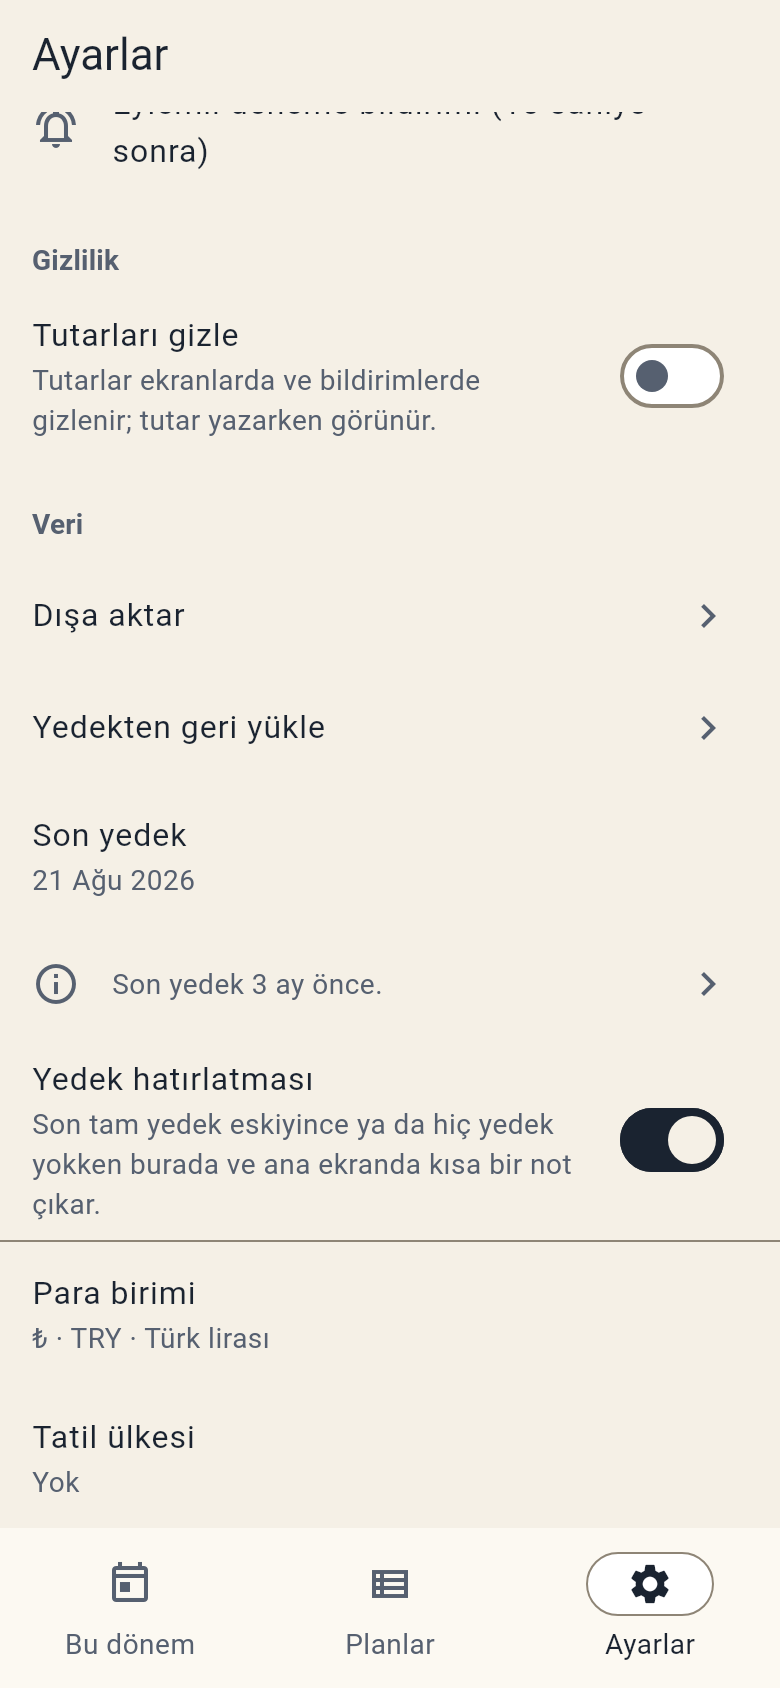 Ayarlar
sonra)
Gizlilik
Tutarları gizle
Tutarlar ekranlarda ve bildirimlerde
gizlenir; tutar yazarken görünür.
Veri
Dışa aktar
Yedekten geri yükle
Son yedek
21 Ağu 2026
Son yedek 3 ay önce.
Yedek hatırlatması
Son tam yedek eskiyince ya da hiç yedek
yokken burada ve ana ekranda kısa bir not
çıkar.
Para birimi
₺ · TRY · Türk lirası
Tatil ülkesi
Yok
Bu dönem
Planlar
Ayarlar